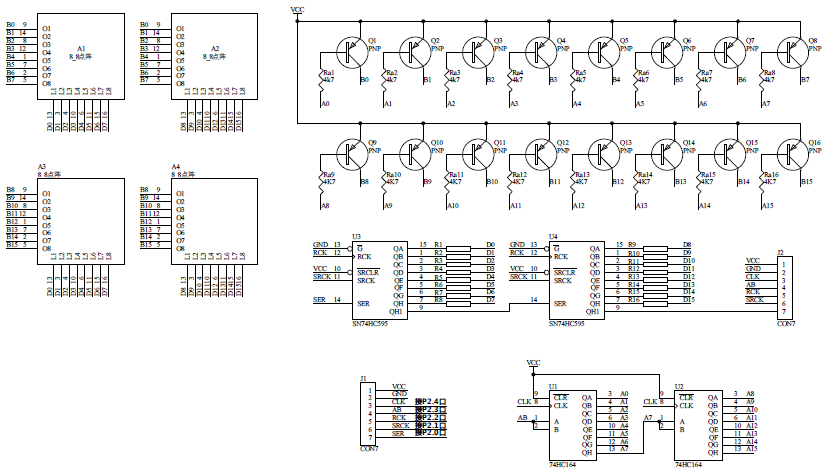 VCC
B0 9
B1 14
B2 8
B3 12
B4 1
B5 7
B6 2
B7 5
O1
O2
O3
O4
O5
O6
O7
O8
A1
8_8点阵
L1 L2 L3 L4 L5 L6 L7 L8
D0 13
D1 3
D2 4
D3 10
D4 6
D5 11
D6 15
D7 16
B0 9
B1 14
B2 8
B3 12
B4 1
B5 7
B6 2
B7 5
O1
O2
O3
O4
O5
O6
O7
O8
A2
8_8点阵
L1 L2 L3 L4 L5 L6 L7 L8
D8 13
D9 3
D10 4
D11 10
D12 6
D13 11
D14 15
D15 16
Q1
PNP
Ra1
4k7
B0
A0
Q2
PNP
Ra2
4k7
B1
A1
Q3
PNP
Ra3
4k7
B2
A2
Q4
PNP
Ra4
4k7
B3
A3
Q5
PNP
Ra5
4k7
B4
A4
Q6
PNP
Ra6
4k7
B5
A5
Q7
PNP
Ra7
4k7
B6
A6
Q8
PNP
Ra8
4k7
B7
A7
A3
8_8点阵
B8 9
B9 14
B10 8
B11 12
B12 1
B13 7
B14 2
B15 5
O1
O2
O3
O4
O5
O6
O7
O8
L1 L2 L3 L4 L5 L6 L7 L8
D0 13
D1 3
D2 4
D3 10
D4 6
D5 11
D6 15
D7 16
A4
8_8点阵
B8 9
B9 14
B10 8
B11 12
B12 1
B13 7
B14 2
B15 5
O1
O2
O3
O4
O5
O6
O7
O8
L1 L2 L3 L4 L5 L6 L7 L8
D8 13
D9 3
D10 4
D11 10
D12 6
D13 11
D14 15
D15 16
Q9
PNP
Ra9
4K7
B8
A8
Q10
PNP
Ra10
4K7
B9
A9
Q11
PNP
Ra11
4K7
B10
A10
Q12
PNP
Ra12
4K7
B11
A11
Q13
PNP
Ra13
4K7
B12
A12
Q14
PNP
Ra14
4K7
B13
A13
Q15
PNP
Ra15
4K7
B14
A14
Q16
PNP
Ra16
4K7
B15
A15
U3
GND 13
RCK 12
VCC 10
SRCK 11
SER 14
G
RCK
SRCLR
SRCK
SER
QA 15 R1 D0
QB 1 R2 D1
QC 2 R3 D2
QD 3 R4 D3
QE 4 R5 D4
QF 5 R6 D5
QG 6 R7 D6
QH 7 R8 D7
QH1 9
SN74HC595
U4
GND 13
RCK 12
VCC 10
SRCK 11
14
G
RCK
SRCLR
SRCK
SER
QA 15 R9 D8
QB 1 R10 D9
QC 2 R11 D10
QD 3 R12 D11
QE 4 R13 D12
QF 5 R14 D13
QG 6 R15 D14
QH 7 R16 D15
QH1 9
SN74HC595
J2
VCC 1
GND 2
CLK 3
AB 4
RCK 5
SRCK 6
7
CON7
J1
1 VCC
2 GND
3 CLK 接P2.4口
4 AB 接P2.3口
5 RCK 接P2.2口
6 SRCK 接P2.1口
7 SER 接P2.0口
CON7
VCC
U1
9
CLK 8
AB 1
2
CLR
CLK
A
B
QA 3 A0
QB 4 A1
QC 5 A2
QD 6 A3
QE 10 A4
QF 11 A5
QG 12 A6
QH 13 A7
74HC164
U2
9
CLK 8
A7 1
2
CLR
CLK
A
B
QA 3 A8
QB 4 A9
QC 5 A10
QD 6 A11
QE 10 A12
QF 11 A13
QG 12 A14
QH 13 A15
74HC164